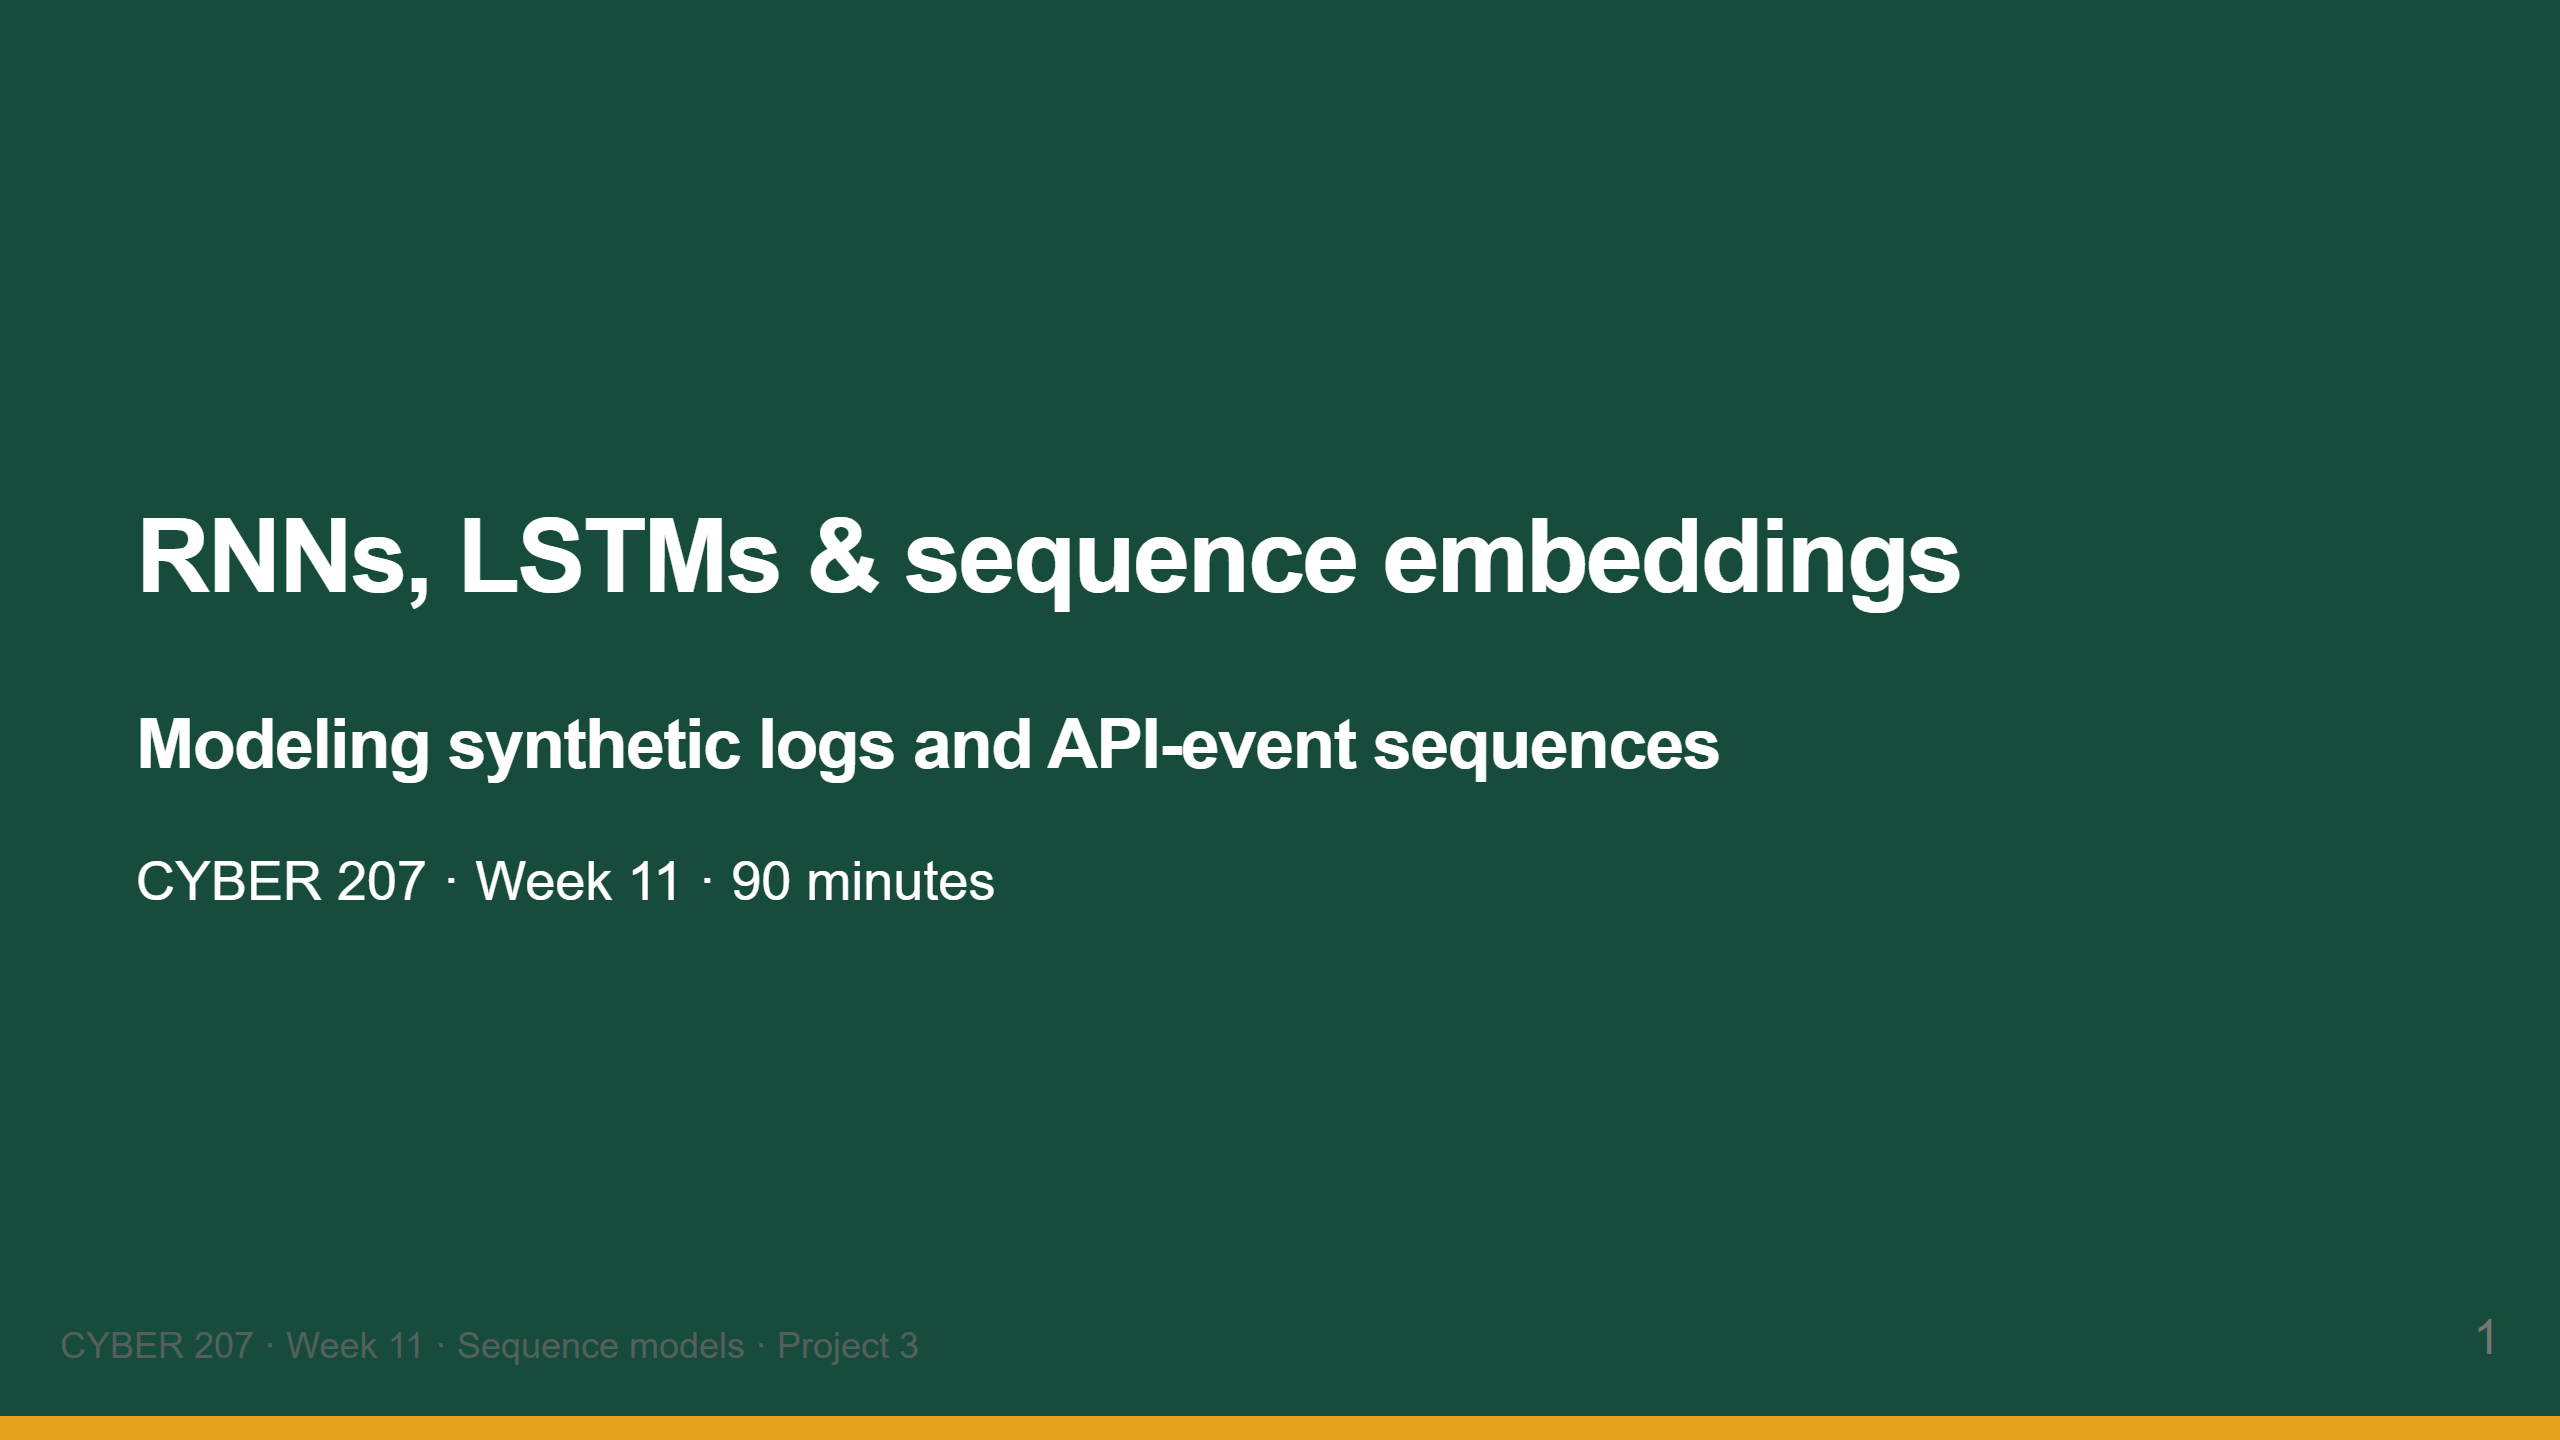 RNNs, LSTMs & sequence embeddings
Modeling synthetic logs and API-event sequences
CYBER 207 · Week 11 · 90 minutes
CYBER 207 · Week 11 · Sequence models · Project 3
1